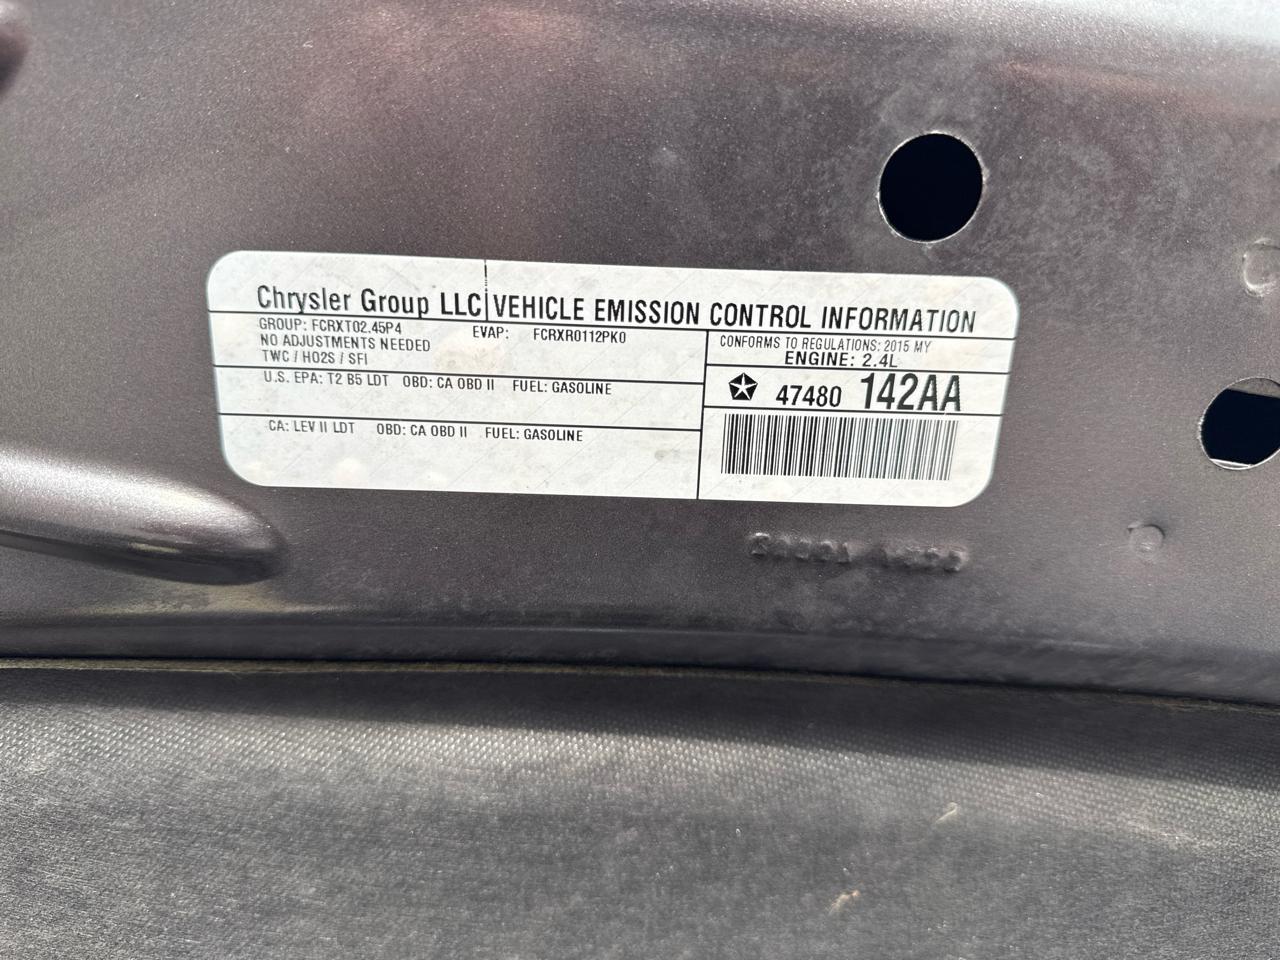 Chrysler Group LLC VEHICLE EMISSION CONTROL INFORMATION
GROUP: FCRXT02.45P4 EVAP: FCRXR0112PK0
NO ADJUSTMENTS NEEDED
TWC / HO2S / SFI
U.S. EPA: T2 B5 LDT OBD: CA OBD II FUEL: GASOLINE
CA: LEV II LDT OBD: CA OBD II FUEL: GASOLINE
CONFORMS TO REGULATIONS: 2015 MY
ENGINE: 2.4L
47480 142AA